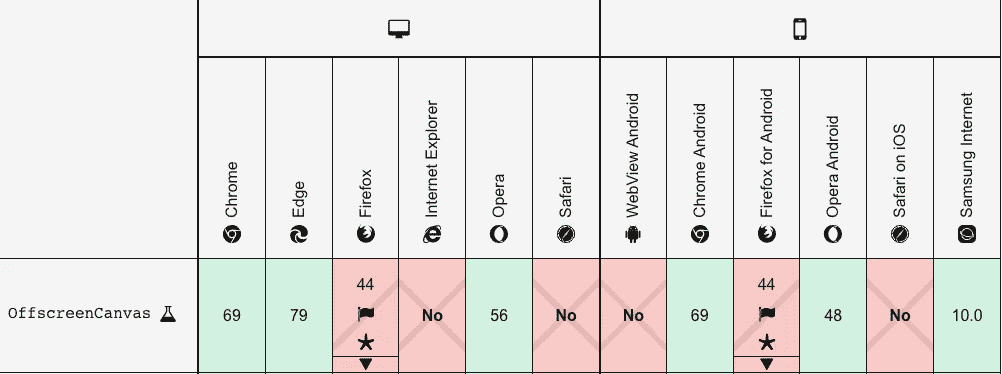 Chrome
Edge
Firefox
Internet Explorer
Opera
Safari
WebView Android
Chrome Android
Firefox for Android
Opera Android
Safari on iOS
Samsung Internet
OffscreenCanvas
69
79
44
No
56
No
No
69
44
48
No
10.0